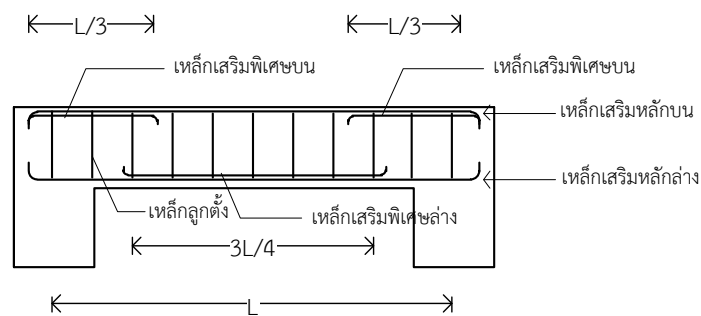 L/3
L/3
เหล็กเสริมพิเศษบน
เหล็กเสริมพิเศษบน
เหล็กเสริมหลักบน
เหล็กเสริมหลักล่าง
เหล็กลูกตั้ง
เหล็กเสริมพิเศษล่าง
3L/4
L